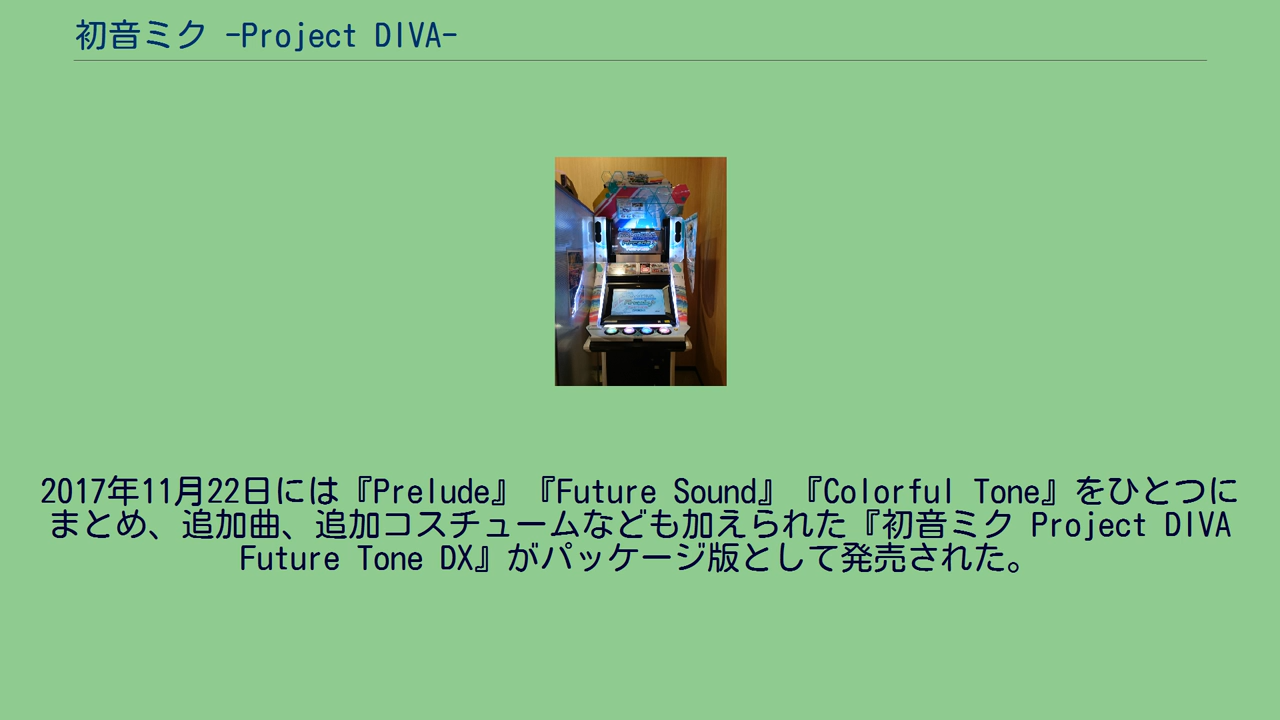 初音ミク -Project DIVA-
2017年11月22日には『Prelude』『Future Sound』『Colorful Tone』をひとつに
まとめ、追加曲、追加コスチュームなども加えられた『初音ミク Project DIVA
Future Tone DX』がパッケージ版として発売された。